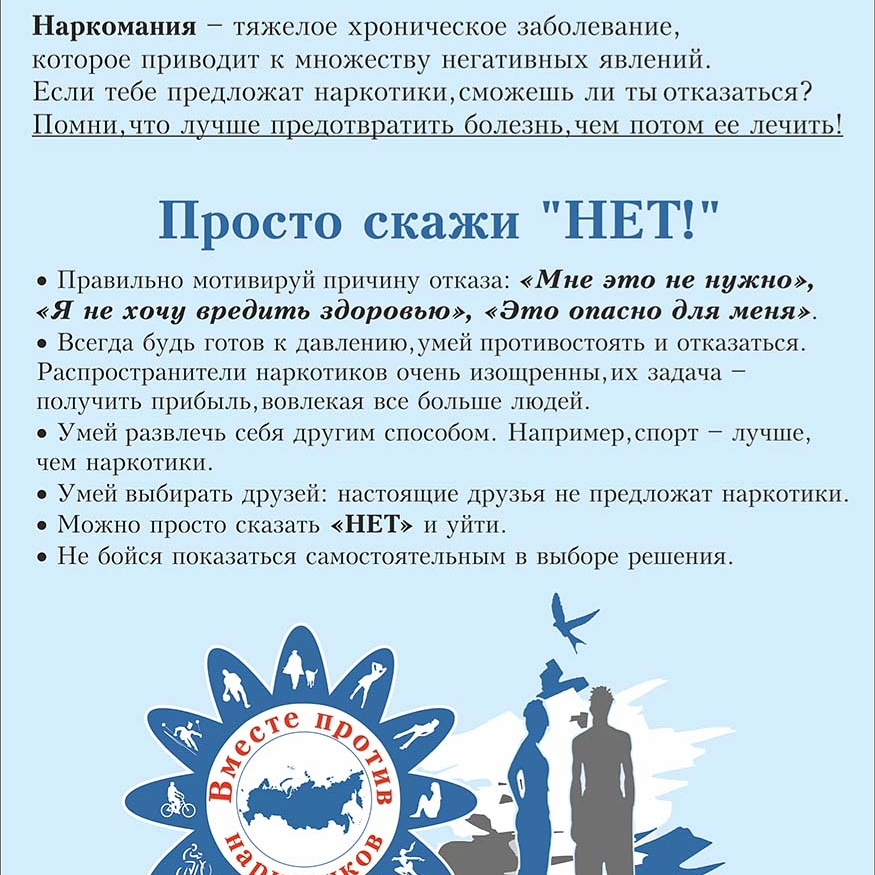 Наркомания – тяжелое хроническое заболевание,
которое приводит к множеству негативных явлений.
Если тебе предложат наркотики, сможешь ли ты отказаться?
Помни, что лучше предотвратить болезнь, чем потом ее лечить!
Просто скажи "НЕТ!"
• Правильно мотивируй причину отказа: «Мне это не нужно»,
«Я не хочу вредить здоровью», «Это опасно для меня».
• Всегда будь готов к давлению, умей противостоять и отказаться.
Распространители наркотиков очень изощренны, их задача –
получить прибыль, вовлекая все больше людей.
• Умей развлечь себя другим способом. Например, спорт – лучше,
чем наркотики.
• Умей выбирать друзей: настоящие друзья не предложат наркотики.
• Можно просто сказать «НЕТ» и уйти.
• Не бойся показаться самостоятельным в выборе решения.
Вместе против